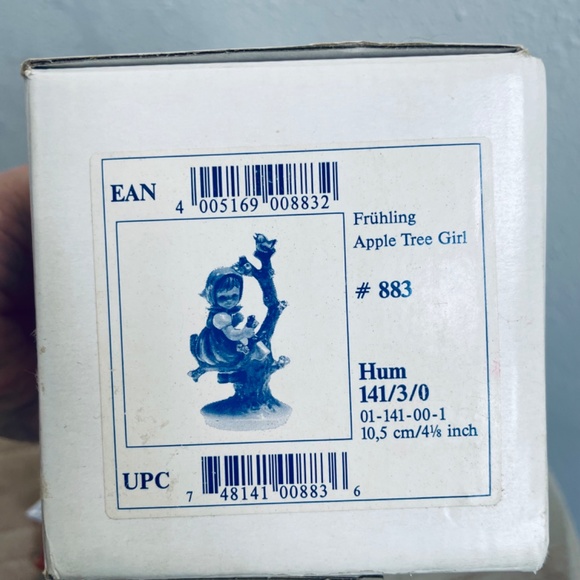 EAN
4 005169 008832
Frühling
Apple Tree Girl
# 883
Hum
141/3/0
01-141-00-1
10,5 cm/4⅛ inch
UPC
7 48141 00883 6